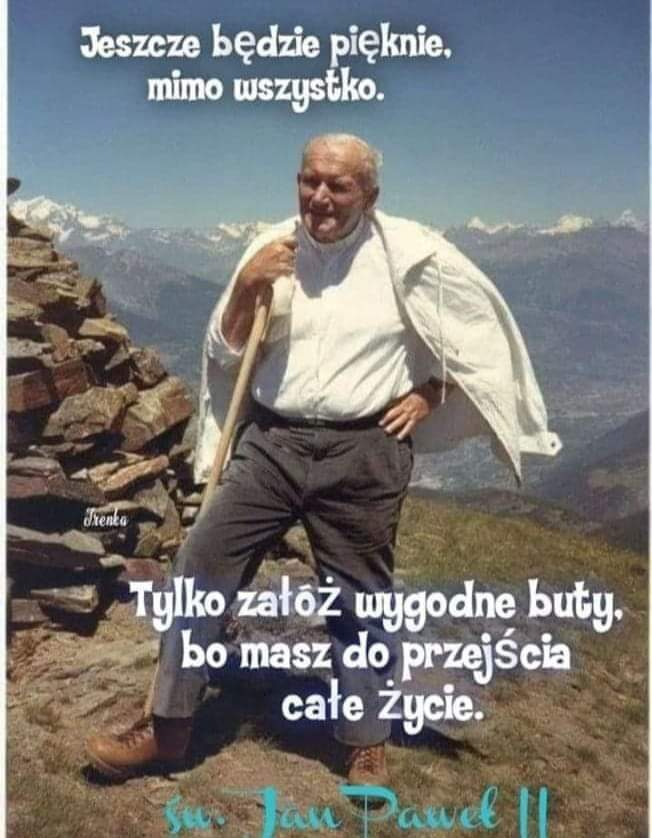 Jeszcze będzie pięknie,
mimo wszystko.
Irenka
Tylko załóż wygodne buty,
bo masz do przejścia
całe życie.
św. Jan Paweł II